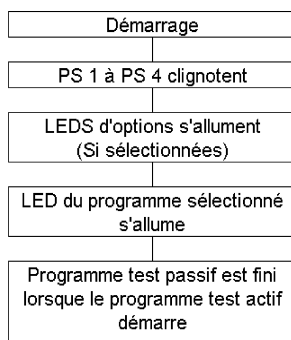 Démarrage
PS 1 à PS 4 clignotent
LEDS d'options s'allument
(Si sélectionnées)
LED du programme sélectionné
s'allume
Programme test passif est fini
lorsque le programme test actif
démarre